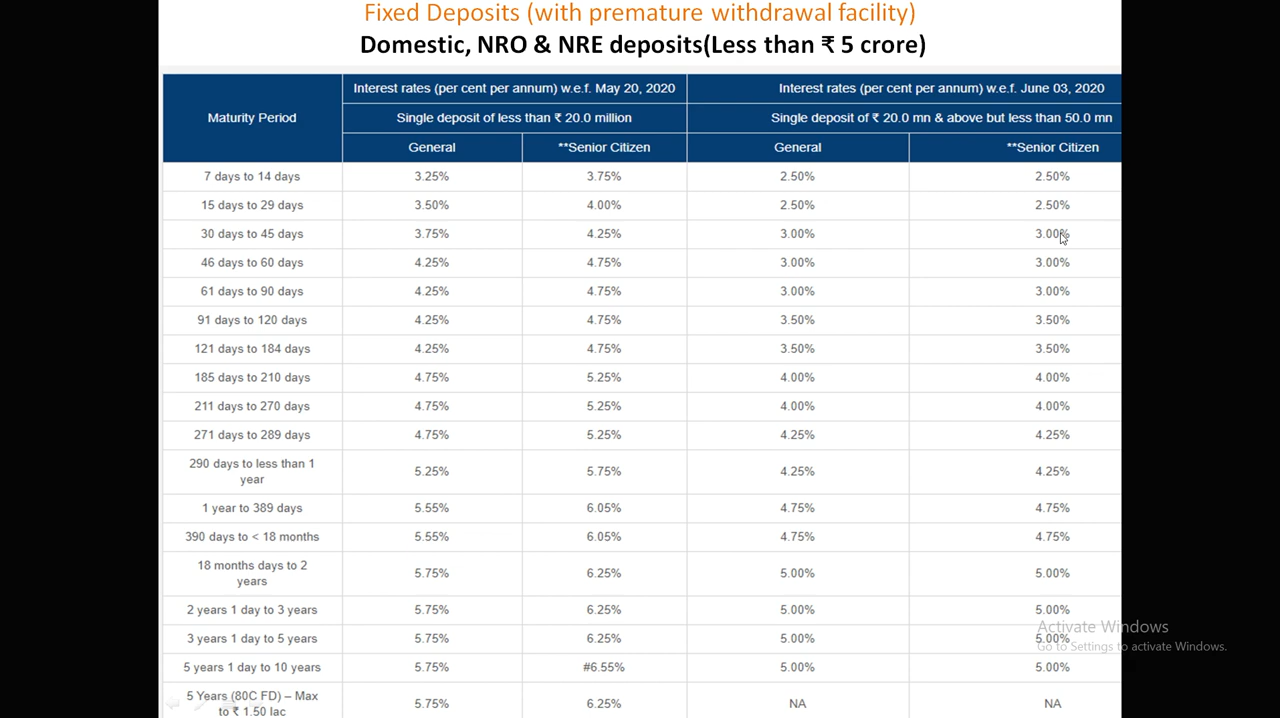 Fixed Deposits (with premature withdrawal facility)
Domestic, NRO & NRE deposits(Less than ₹ 5 crore)
Maturity Period
Interest rates (per cent per annum) w.e.f. May 20, 2020
Interest rates (per cent per annum) w.e.f. June 03, 2020
Single deposit of less than ₹ 20.0 million
Single deposit of ₹ 20.0 mn & above but less than 50.0 mn
General **Senior Citizen General **Senior Citizen
7 days to 14 days 3.25% 3.75% 2.50% 2.50%
15 days to 29 days 3.50% 4.00% 2.50% 2.50%
30 days to 45 days 3.75% 4.25% 3.00% 3.00%
46 days to 60 days 4.25% 4.75% 3.00% 3.00%
61 days to 90 days 4.25% 4.75% 3.00% 3.00%
91 days to 120 days 4.25% 4.75% 3.50% 3.50%
121 days to 184 days 4.25% 4.75% 3.50% 3.50%
185 days to 210 days 4.75% 5.25% 4.00% 4.00%
211 days to 270 days 4.75% 5.25% 4.00% 4.00%
271 days to 289 days 4.75% 5.25% 4.25% 4.25%
290 days to less than 1
year 5.25% 5.75% 4.25% 4.25%
1 year to 389 days 5.55% 6.05% 4.75% 4.75%
390 days to < 18 months 5.55% 6.05% 4.75% 4.75%
18 months days to 2
years 5.75% 6.25% 5.00% 5.00%
2 years 1 day to 3 years 5.75% 6.25% 5.00% 5.00%
3 years 1 day to 5 years 5.75% 6.25% 5.00% 5.00%
5 years 1 day to 10 years 5.75% #6.55% 5.00% 5.00%
5 Years (80C FD) – Max
to ₹ 1.50 lac 5.75% 6.25% NA NA
Activate Windows
Go to Settings to activate Windows.